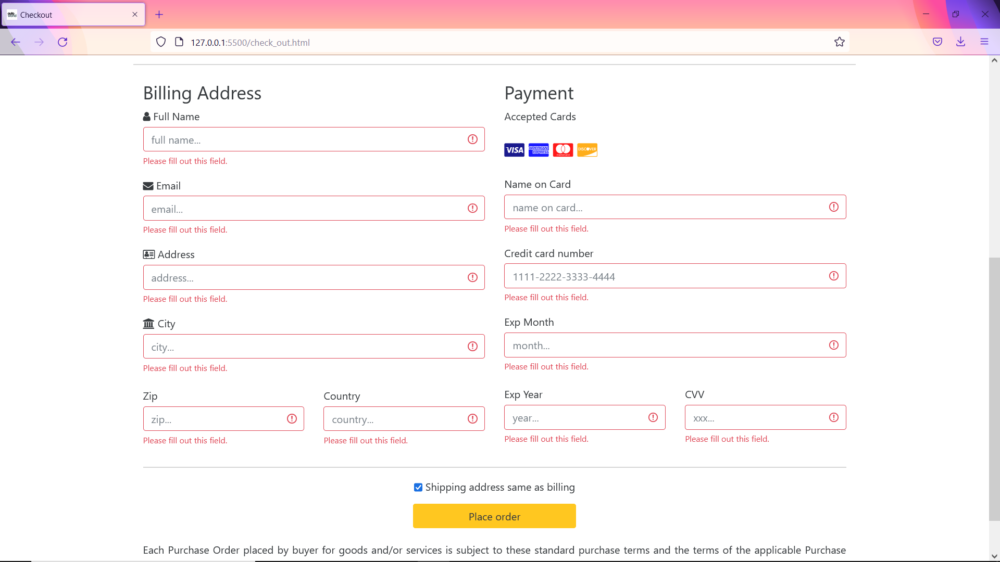 auto world
Checkout
127.0.0.1:5500/check_out.html
Billing Address
Full Name
full name...
Please fill out this field.
Email
email...
Please fill out this field.
Address
address...
Please fill out this field.
City
city...
Please fill out this field.
Zip
Country
zip...
country...
Please fill out this field.
Please fill out this field.
Payment
Accepted Cards
VISA
AMERICAN EXPRESS
mastercard
DISCOVER
Name on Card
name on card...
Please fill out this field.
Credit card number
1111-2222-3333-4444
Please fill out this field.
Exp Month
month...
Please fill out this field.
Exp Year
CVV
year...
xxx...
Please fill out this field.
Please fill out this field.
Shipping address same as billing
Place order
Each Purchase Order placed by buyer for goods and/or services is subject to these standard purchase terms and the terms of the applicable Purchase